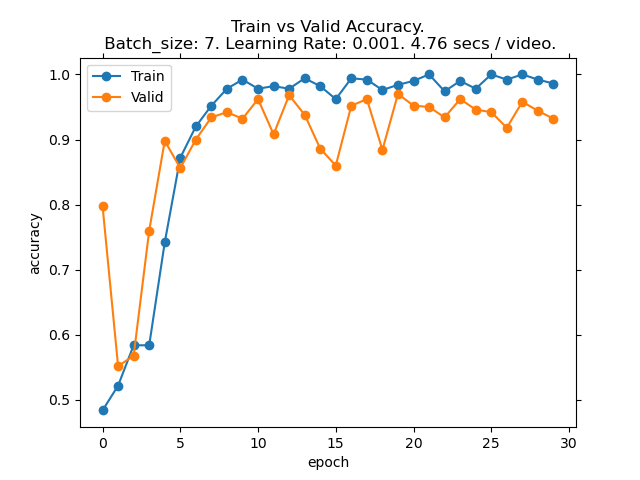 Train vs Valid Accuracy.
Batch_size: 7. Learning Rate: 0.001. 4.76 secs / video.
Train
Valid
1.0
0.9
0.8
0.7
0.6
0.5
accuracy
0 5 10 15 20 25 30
epoch